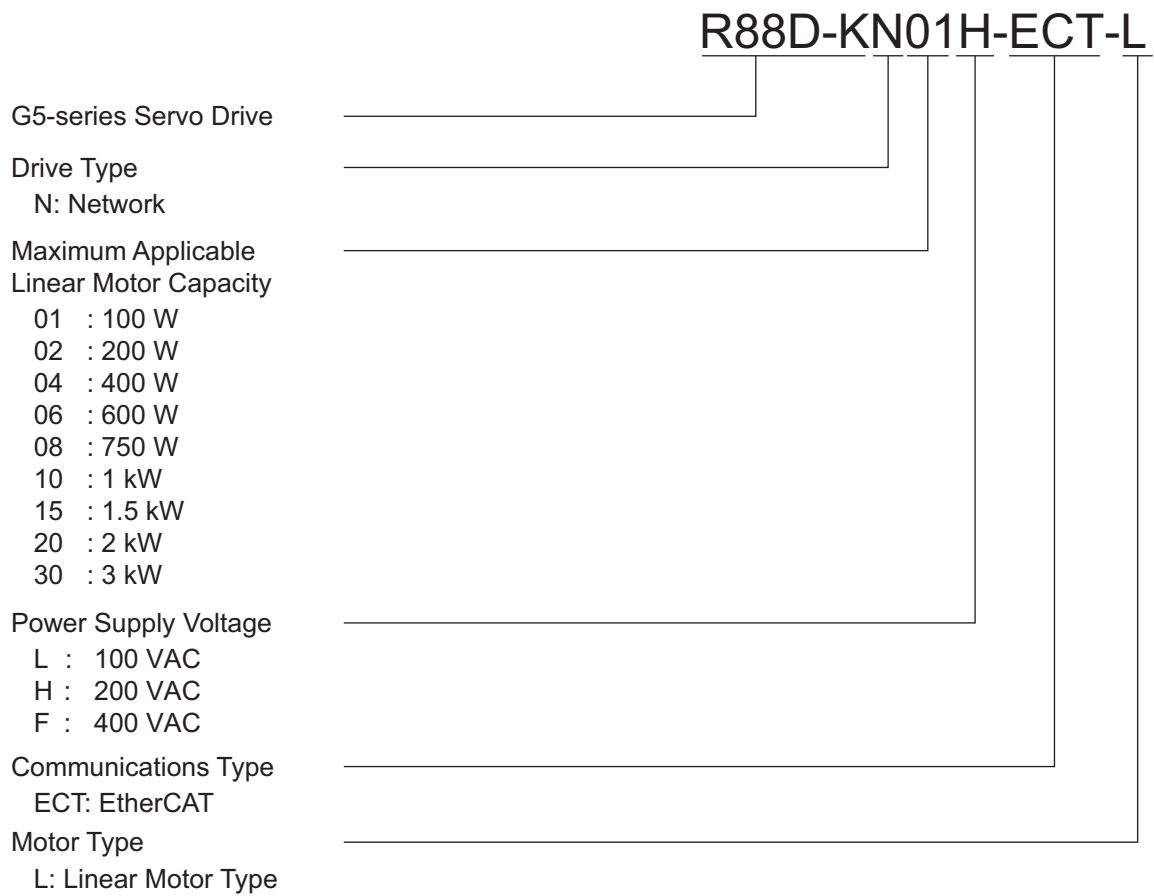 R88D-KN01H-ECT-L
G5-series Servo Drive
Drive Type
N: Network
Maximum Applicable
Linear Motor Capacity
01 : 100 W
02 : 200 W
04 : 400 W
06 : 600 W
08 : 750 W
10 : 1 kW
15 : 1.5 kW
20 : 2 kW
30 : 3 kW
Power Supply Voltage
L : 100 VAC
H : 200 VAC
F : 400 VAC
Communications Type
ECT: EtherCAT
Motor Type
L: Linear Motor Type